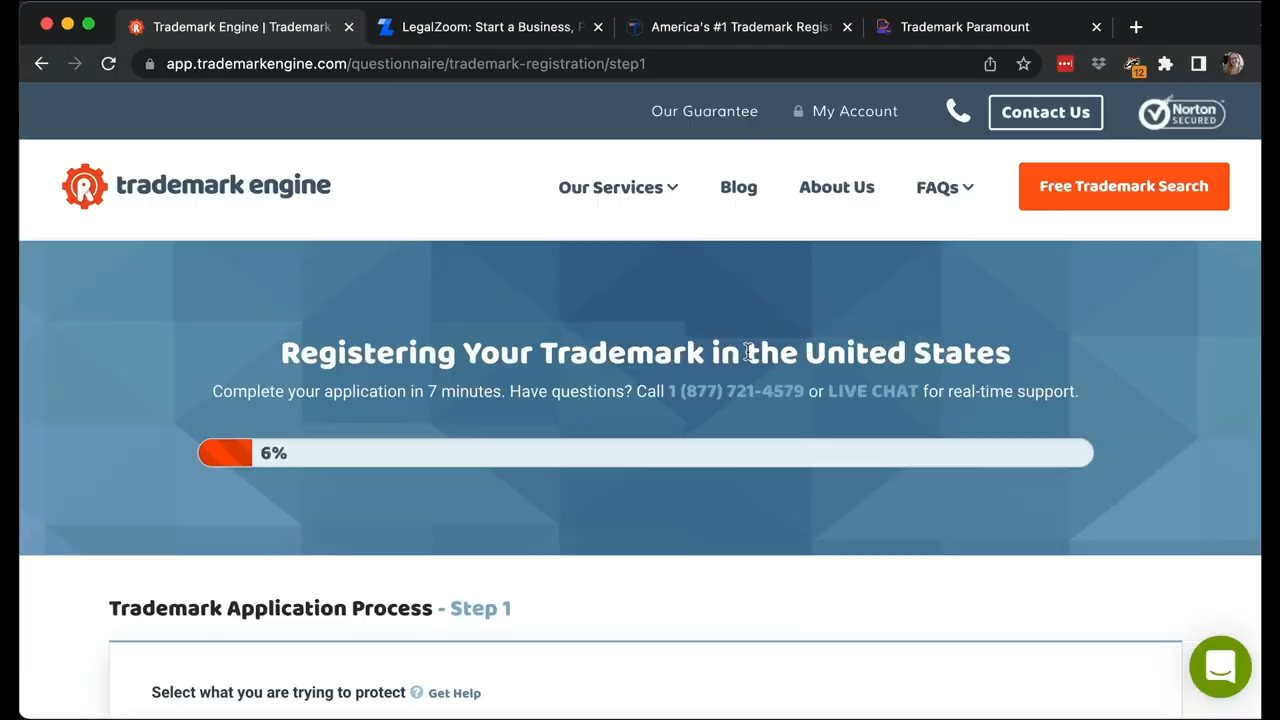 Trademark Engine | Trademark
LegalZoom: Start a Business, P
America's #1 Trademark Regis
Trademark Paramount
app.trademarkengine.com/questionnaire/trademark-registration/step1
12
Our Guarantee
My Account
Contact Us
Norton
SECURED
R trademark engine
Our Services
Blog
About Us
FAQs
Free Trademark Search
Registering Your Trademark in the United States
Complete your application in 7 minutes. Have questions? Call 1 (877) 721-4579 or LIVE CHAT for real-time support.
6%
Trademark Application Process - Step 1
Select what you are trying to protect ? Get Help